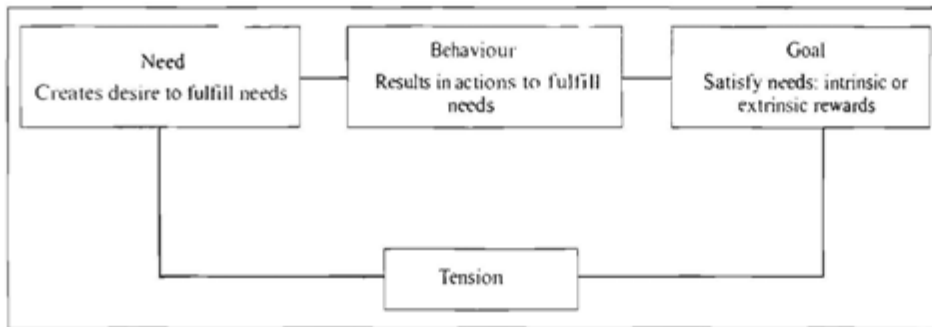 Need
Creates desire to fulfill needs
Behaviour
Results in actions to fulfill
needs
Goal
Satisfy needs: intrinsic or
extrinsic rewards
Tension